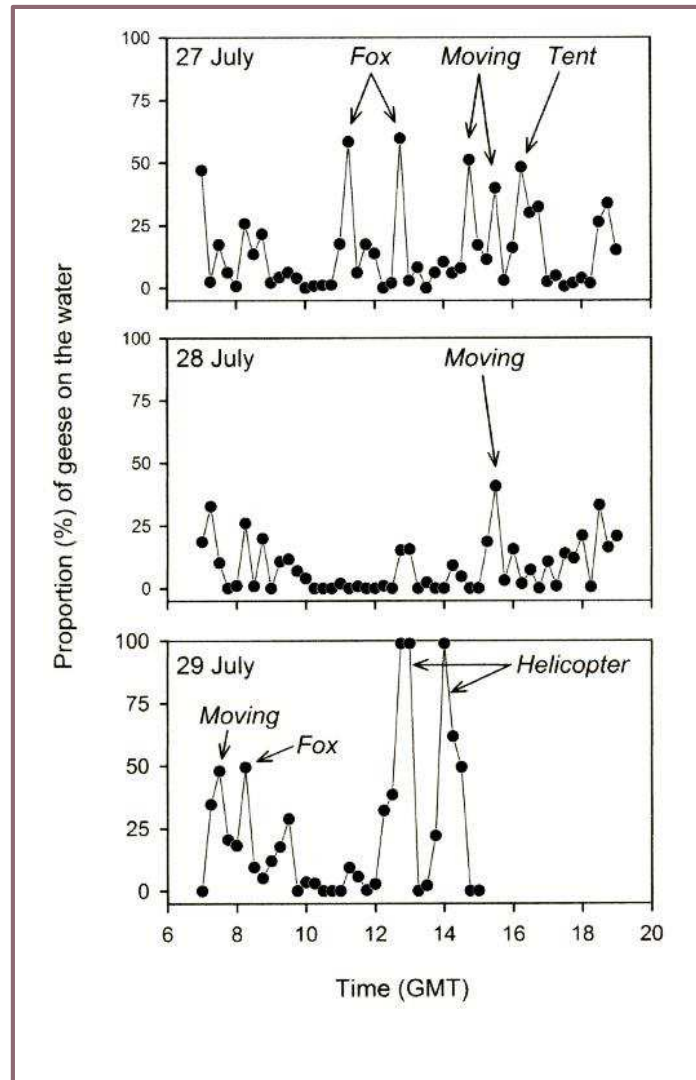 Proportion (%) of geese on the water
100
75
50
25
0
27 July
Fox
Moving
Tent
100
75
50
25
0
28 July
Moving
100
75
50
25
0
29 July
Moving
Fox
Helicopter
6 8 10 12 14 16 18 20
Time (GMT)